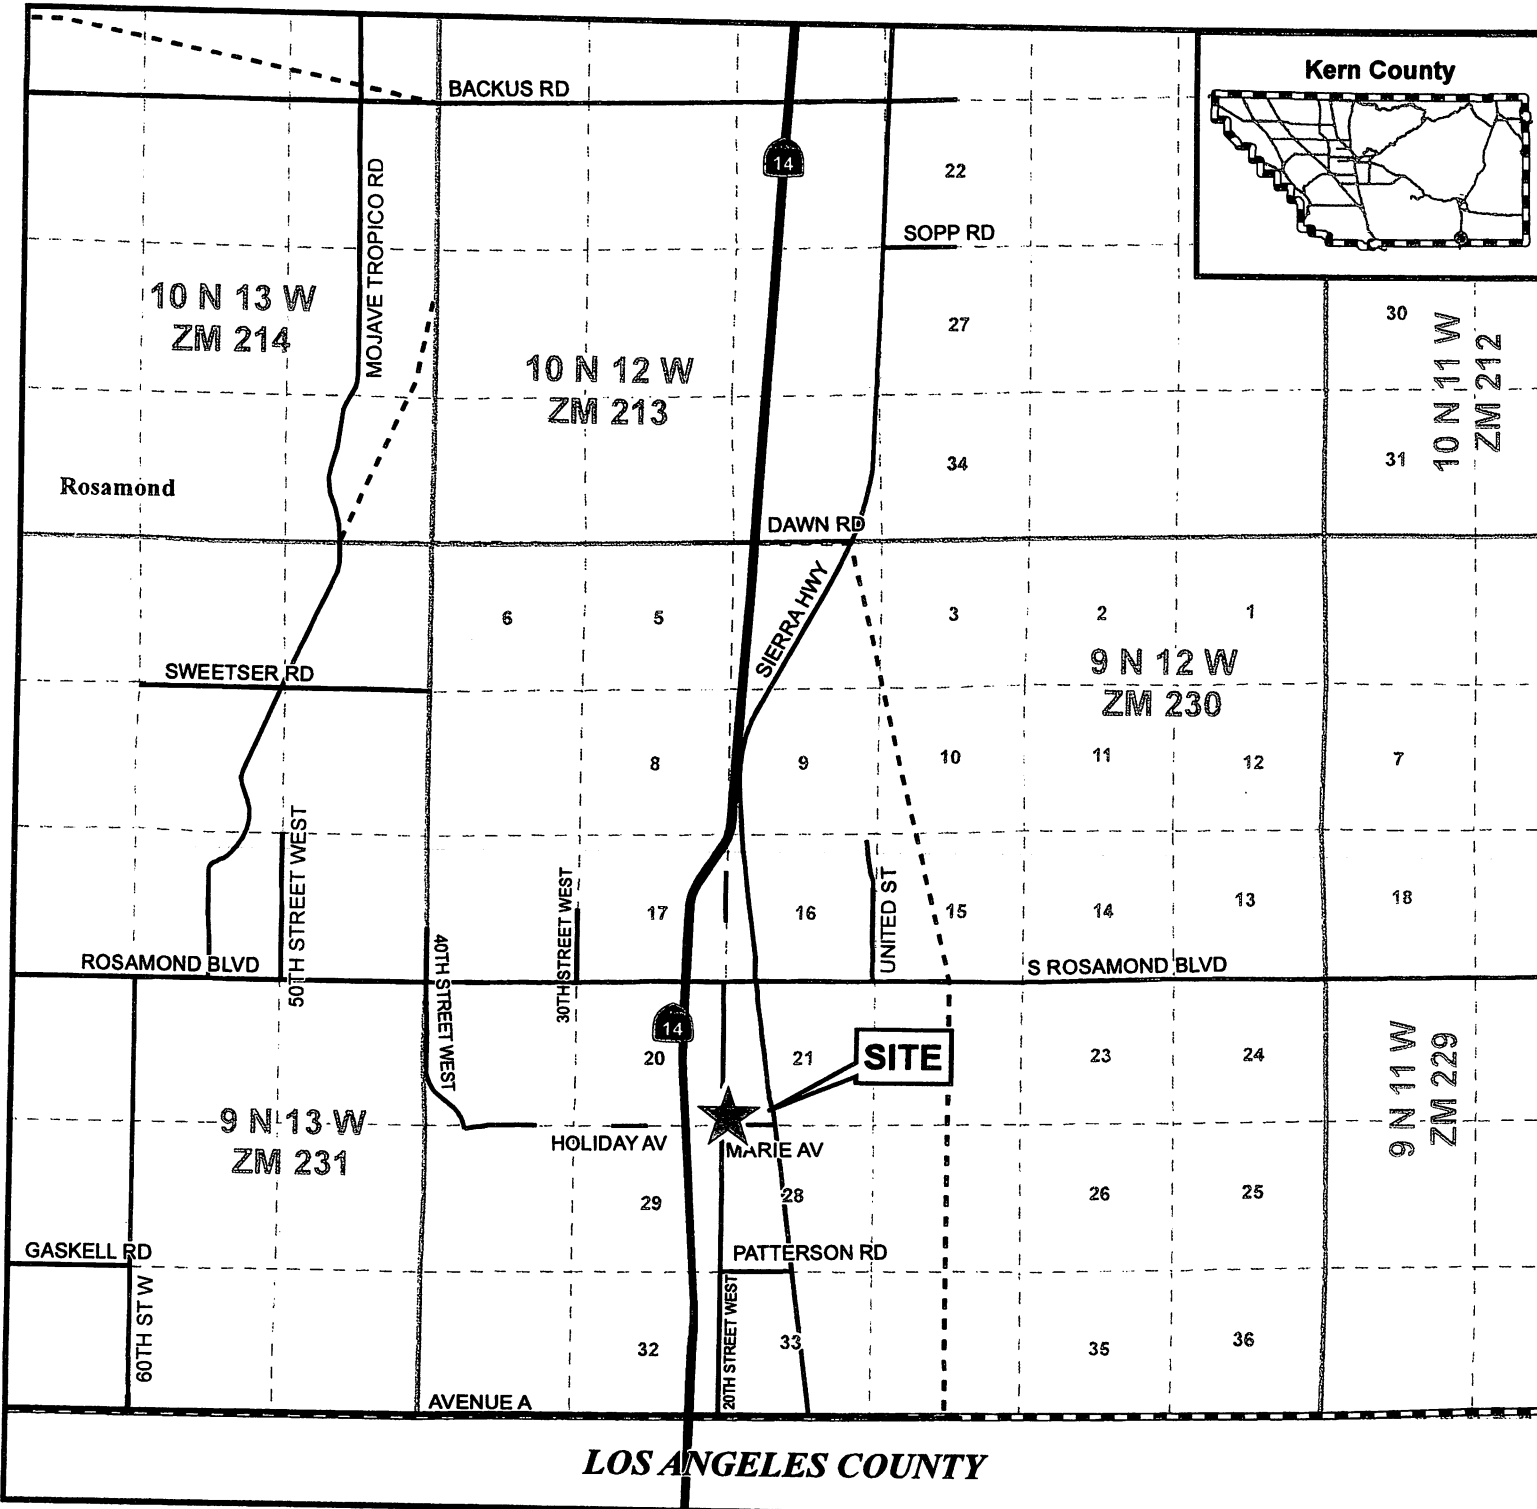 BACKUS RD
Kern County
14
22
MOJAVE TROPICO RD
SOPP RD
10 N 13 W
ZM 214
27
30
10 N 11 W
ZM 212
10 N 12 W
ZM 213
34
31
Rosamond
DAWN RD
SIERRA HWY
6
5
3
2
1
9 N 12 W
ZM 230
SWEETSER RD
8
9
10
11
12
7
50TH STREET WEST
30TH STREET WEST
UNITED ST
17
16
15
14
13
18
ROSAMOND BLVD
40TH STREET WEST
S ROSAMOND BLVD
14
20
21
SITE
23
24
9 N 11 W
ZM 229
9 N 13 W
ZM 231
HOLIDAY AV
MARIE AV
29
28
26
25
GASKELL RD
PATTERSON RD
60TH ST W
20TH STREET WEST
32
33
35
36
AVENUE A
LOS ANGELES COUNTY